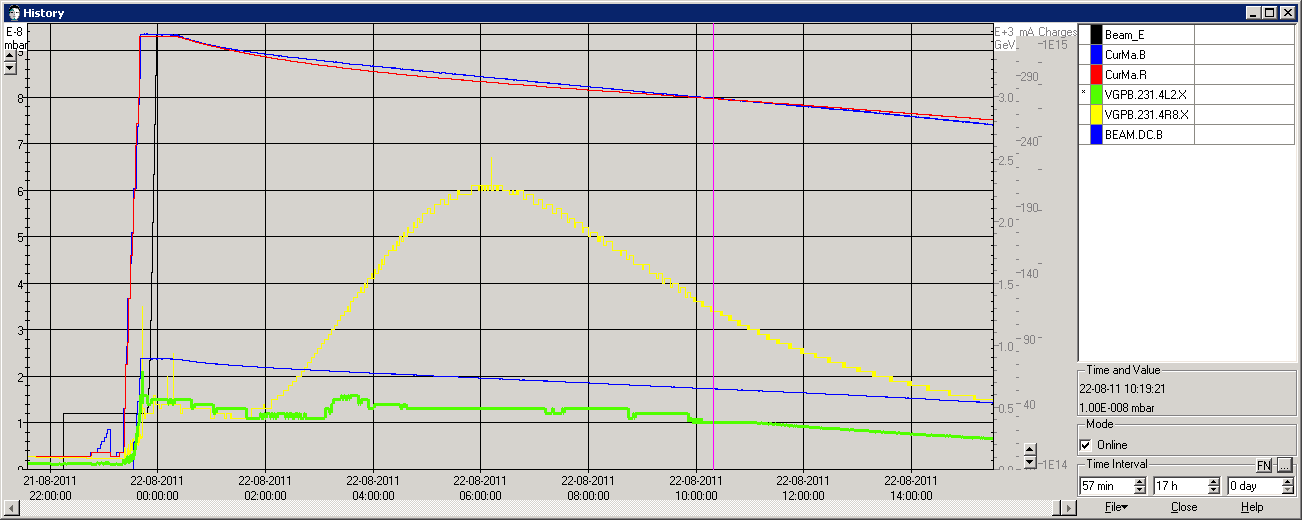 History
E-8
mbar
9
8
7
6
5
4
3
2
1
0
21-08-2011 22-08-2011 22-08-2011 22-08-2011 22-08-2011 22-08-2011 22-08-2011 22-08-2011 22-08-2011
22:00:00 00:00:00 02:00:00 04:00:00 06:00:00 08:00:00 10:00:00 12:00:00 14:00:00
E+3 mA Charges
GeV
1E15
290
3.0
240
2.5
190
2.0
1.5
140
1.0
90
0.5
40
0.0
1E14
Beam_E
CurMa.B
CurMa.R
* VGPB.231.4L2.X
VGPB.231.4R8.X
BEAM.DC.B
Time and Value
22-08-11 10:19:21
1.00E-008 mbar
Mode
Online
Time Interval
FN ...
57 min 17 h 0 day
File Close Help